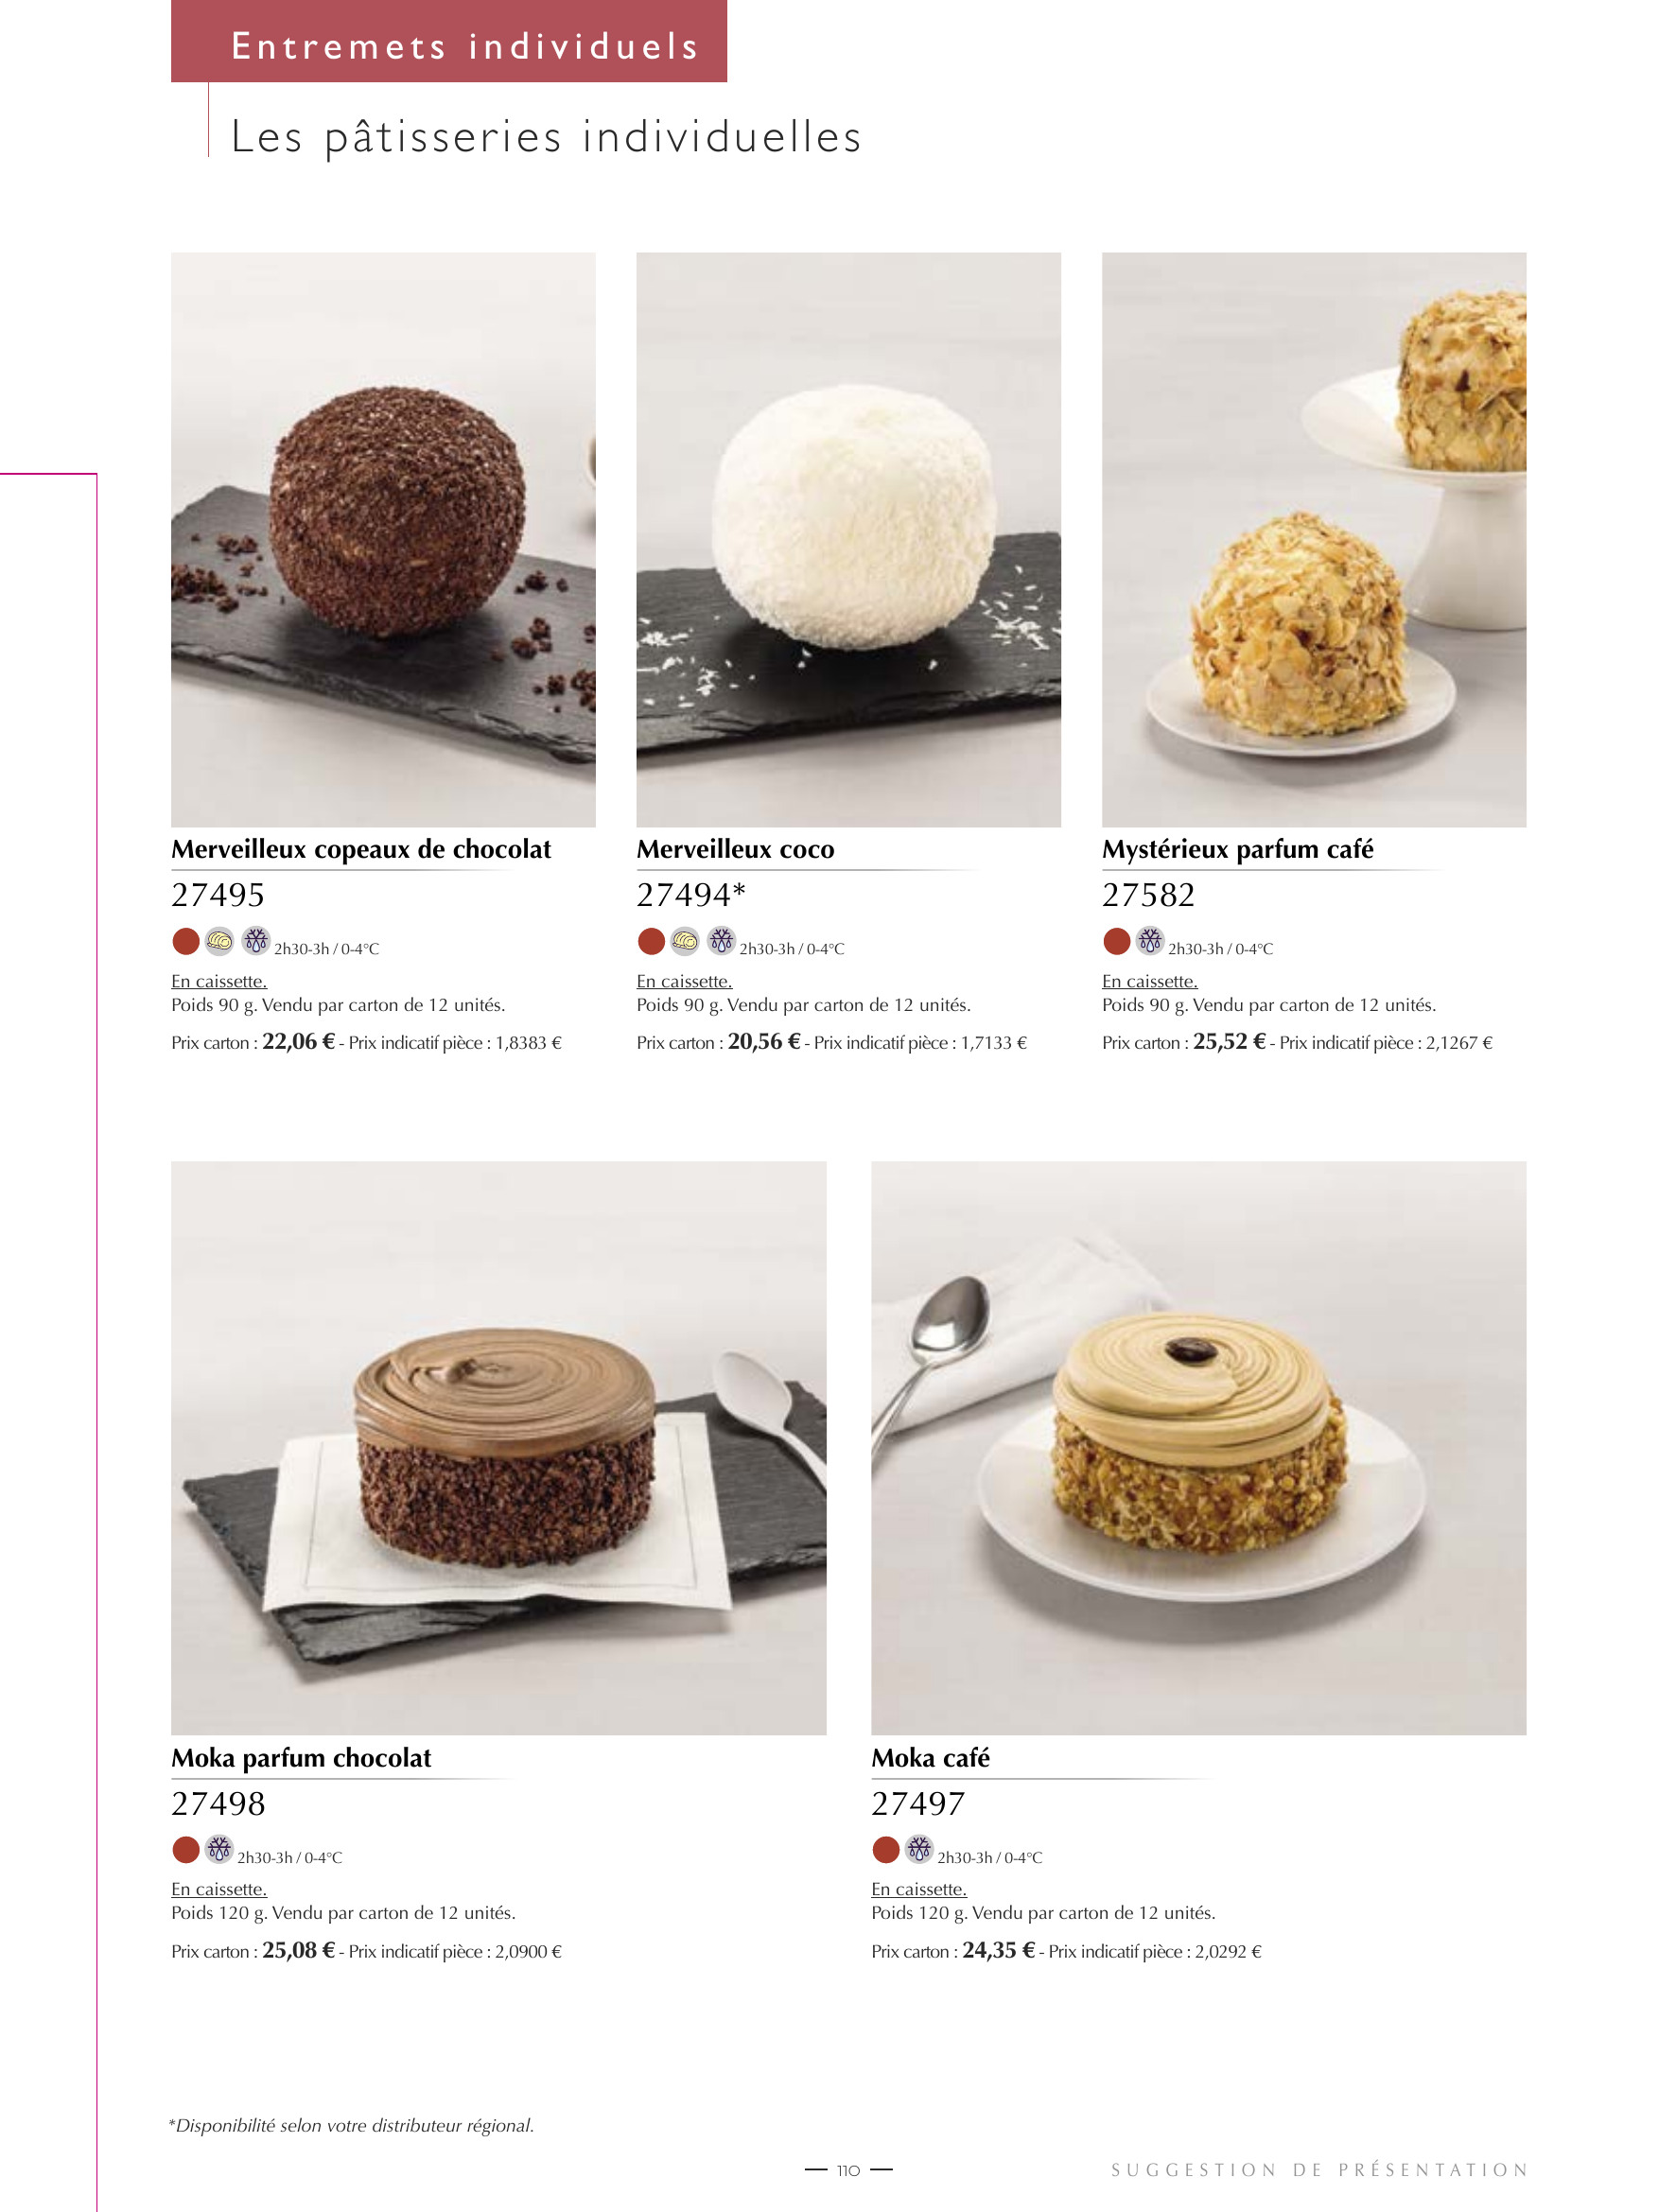 Entremets individuels
Les pâtisseries individuelles
Merveilleux copeaux de chocolat
27495
2h30-3h / 0-4°C
En caissette.
Poids 90 g. Vendu par carton de 12 unités.
Prix carton : 22,06 € - Prix indicatif pièce : 1,8383 €
Merveilleux coco
27494*
2h30-3h / 0-4°C
En caissette.
Poids 90 g. Vendu par carton de 12 unités.
Prix carton : 20,56 € - Prix indicatif pièce : 1,7133 €
Mystérieux parfum café
27582
2h30-3h / 0-4°C
En caissette.
Poids 90 g. Vendu par carton de 12 unités.
Prix carton : 25,52 € - Prix indicatif pièce : 2,1267 €
Moka parfum chocolat
27498
2h30-3h / 0-4°C
En caissette.
Poids 120 g. Vendu par carton de 12 unités.
Prix carton : 25,08 € - Prix indicatif pièce : 2,0900 €
Moka café
27497
2h30-3h / 0-4°C
En caissette.
Poids 120 g. Vendu par carton de 12 unités.
Prix carton : 24,35 € - Prix indicatif pièce : 2,0292 €
*Disponibilité selon votre distributeur régional.
110
SUGGESTION DE PRÉSENTATION